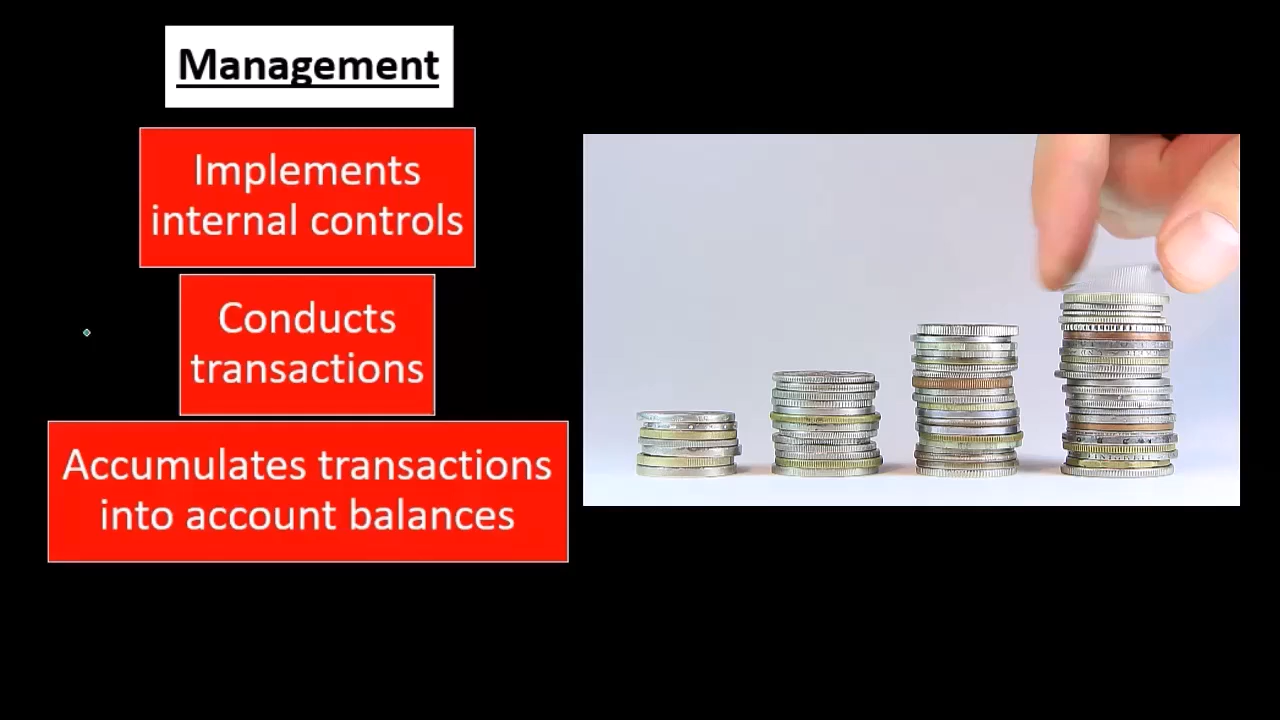 Management
Implements
internal controls
Conducts
transactions
Accumulates transactions
into account balances